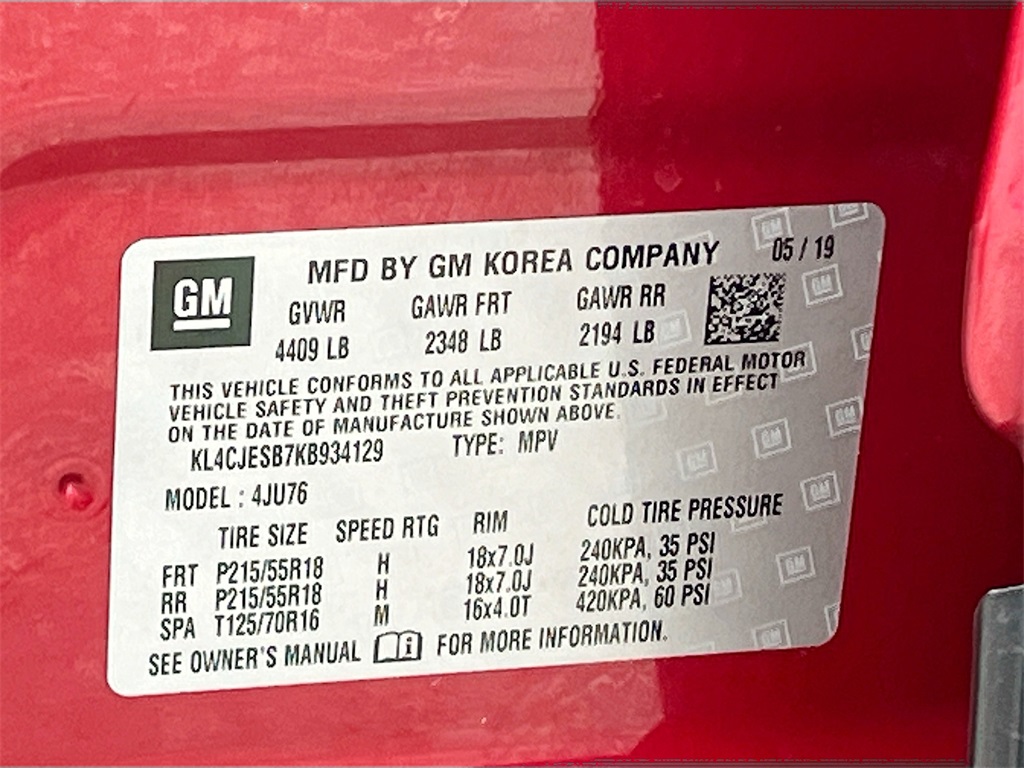 GM
MFD BY GM KOREA COMPANY 05 / 19
GVWR GAWR FRT GAWR RR
4409 LB 2348 LB 2194 LB
THIS VEHICLE CONFORMS TO ALL APPLICABLE U.S. FEDERAL MOTOR
VEHICLE SAFETY AND THEFT PREVENTION STANDARDS IN EFFECT
ON THE DATE OF MANUFACTURE SHOWN ABOVE.
KL4CJESB7KB934129 TYPE: MPV
MODEL : 4JU76
TIRE SIZE SPEED RTG RIM COLD TIRE PRESSURE
FRT P215/55R18 H 18x7.0J 240KPA, 35 PSI
RR P215/55R18 H 18x7.0J 240KPA, 35 PSI
SPA T125/70R16 M 16x4.0T 420KPA, 60 PSI
SEE OWNER'S MANUAL i FOR MORE INFORMATION.